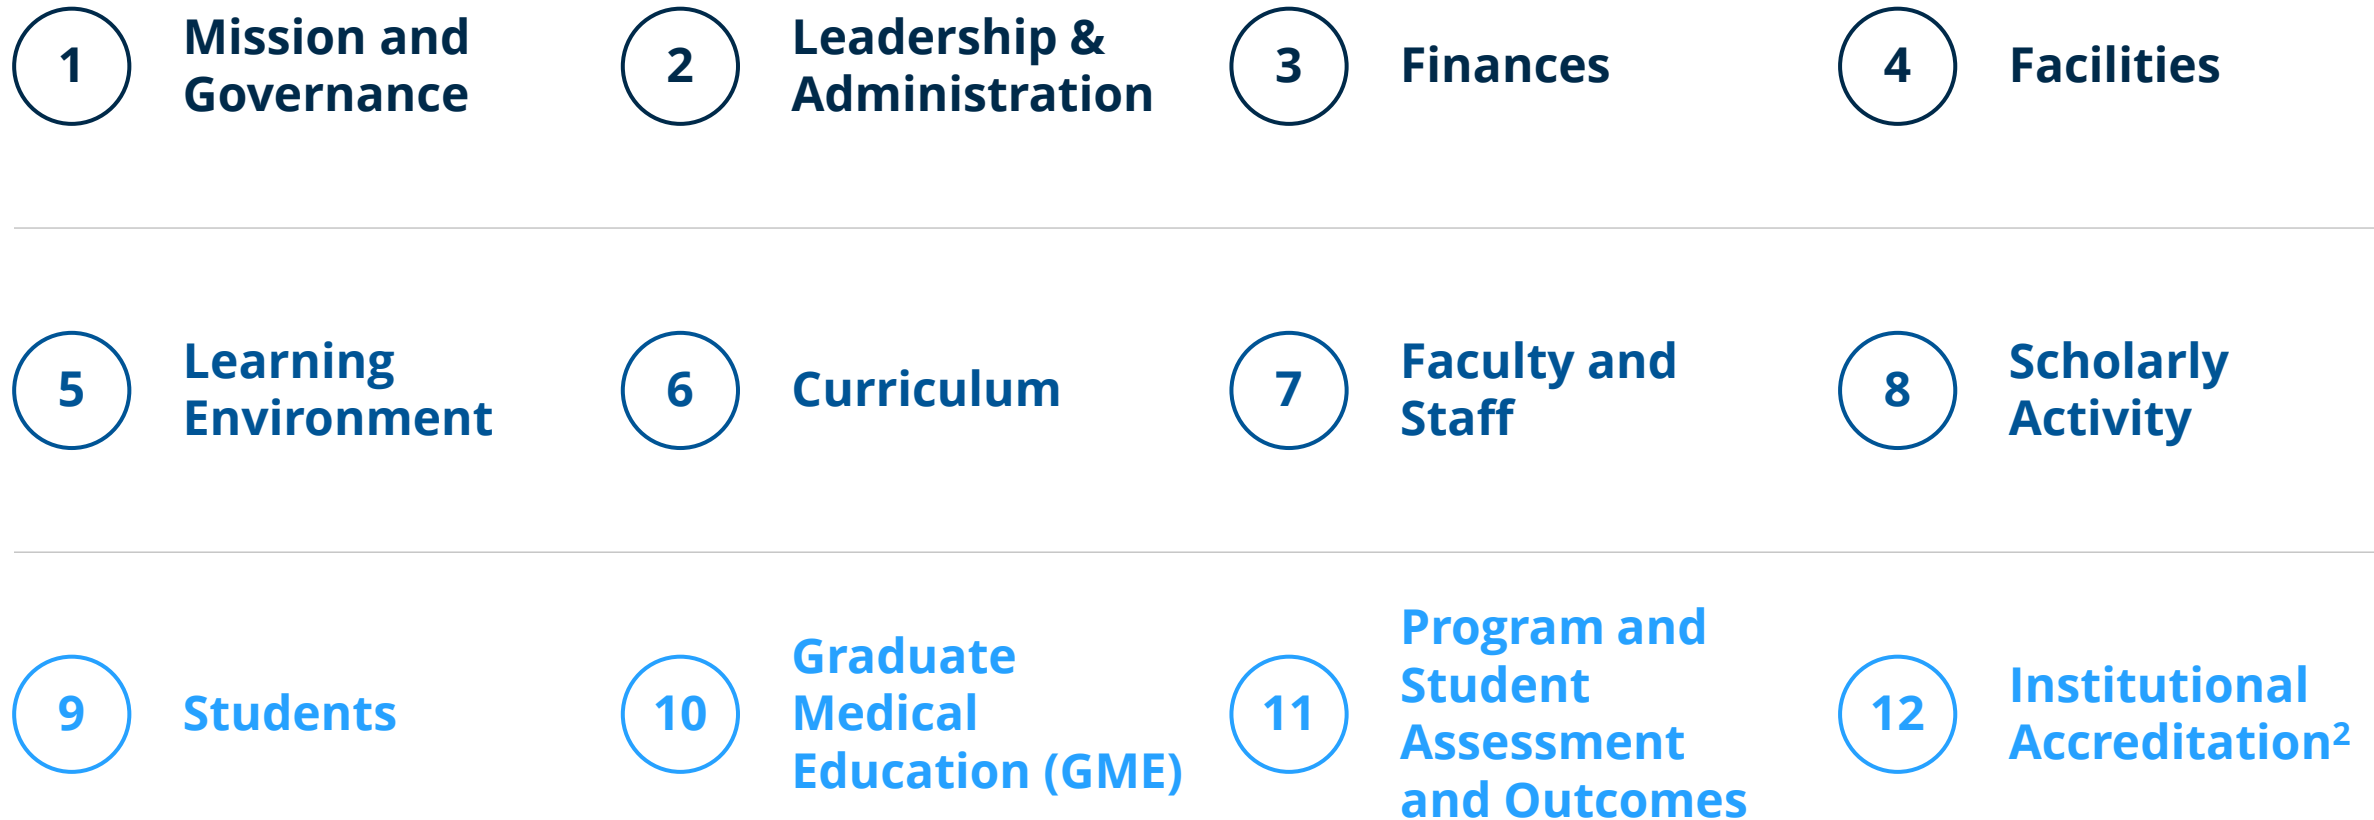 1
Mission and
Governance
2
Leadership &
Administration
3
Finances
4
Facilities
5
Learning
Environment
6
Curriculum
7
Faculty and
Staff
8
Scholarly
Activity
9
Students
10
Graduate
Medical
Education (GME)
11
Program and
Student
Assessment
and Outcomes
12
Institutional
Accreditation²